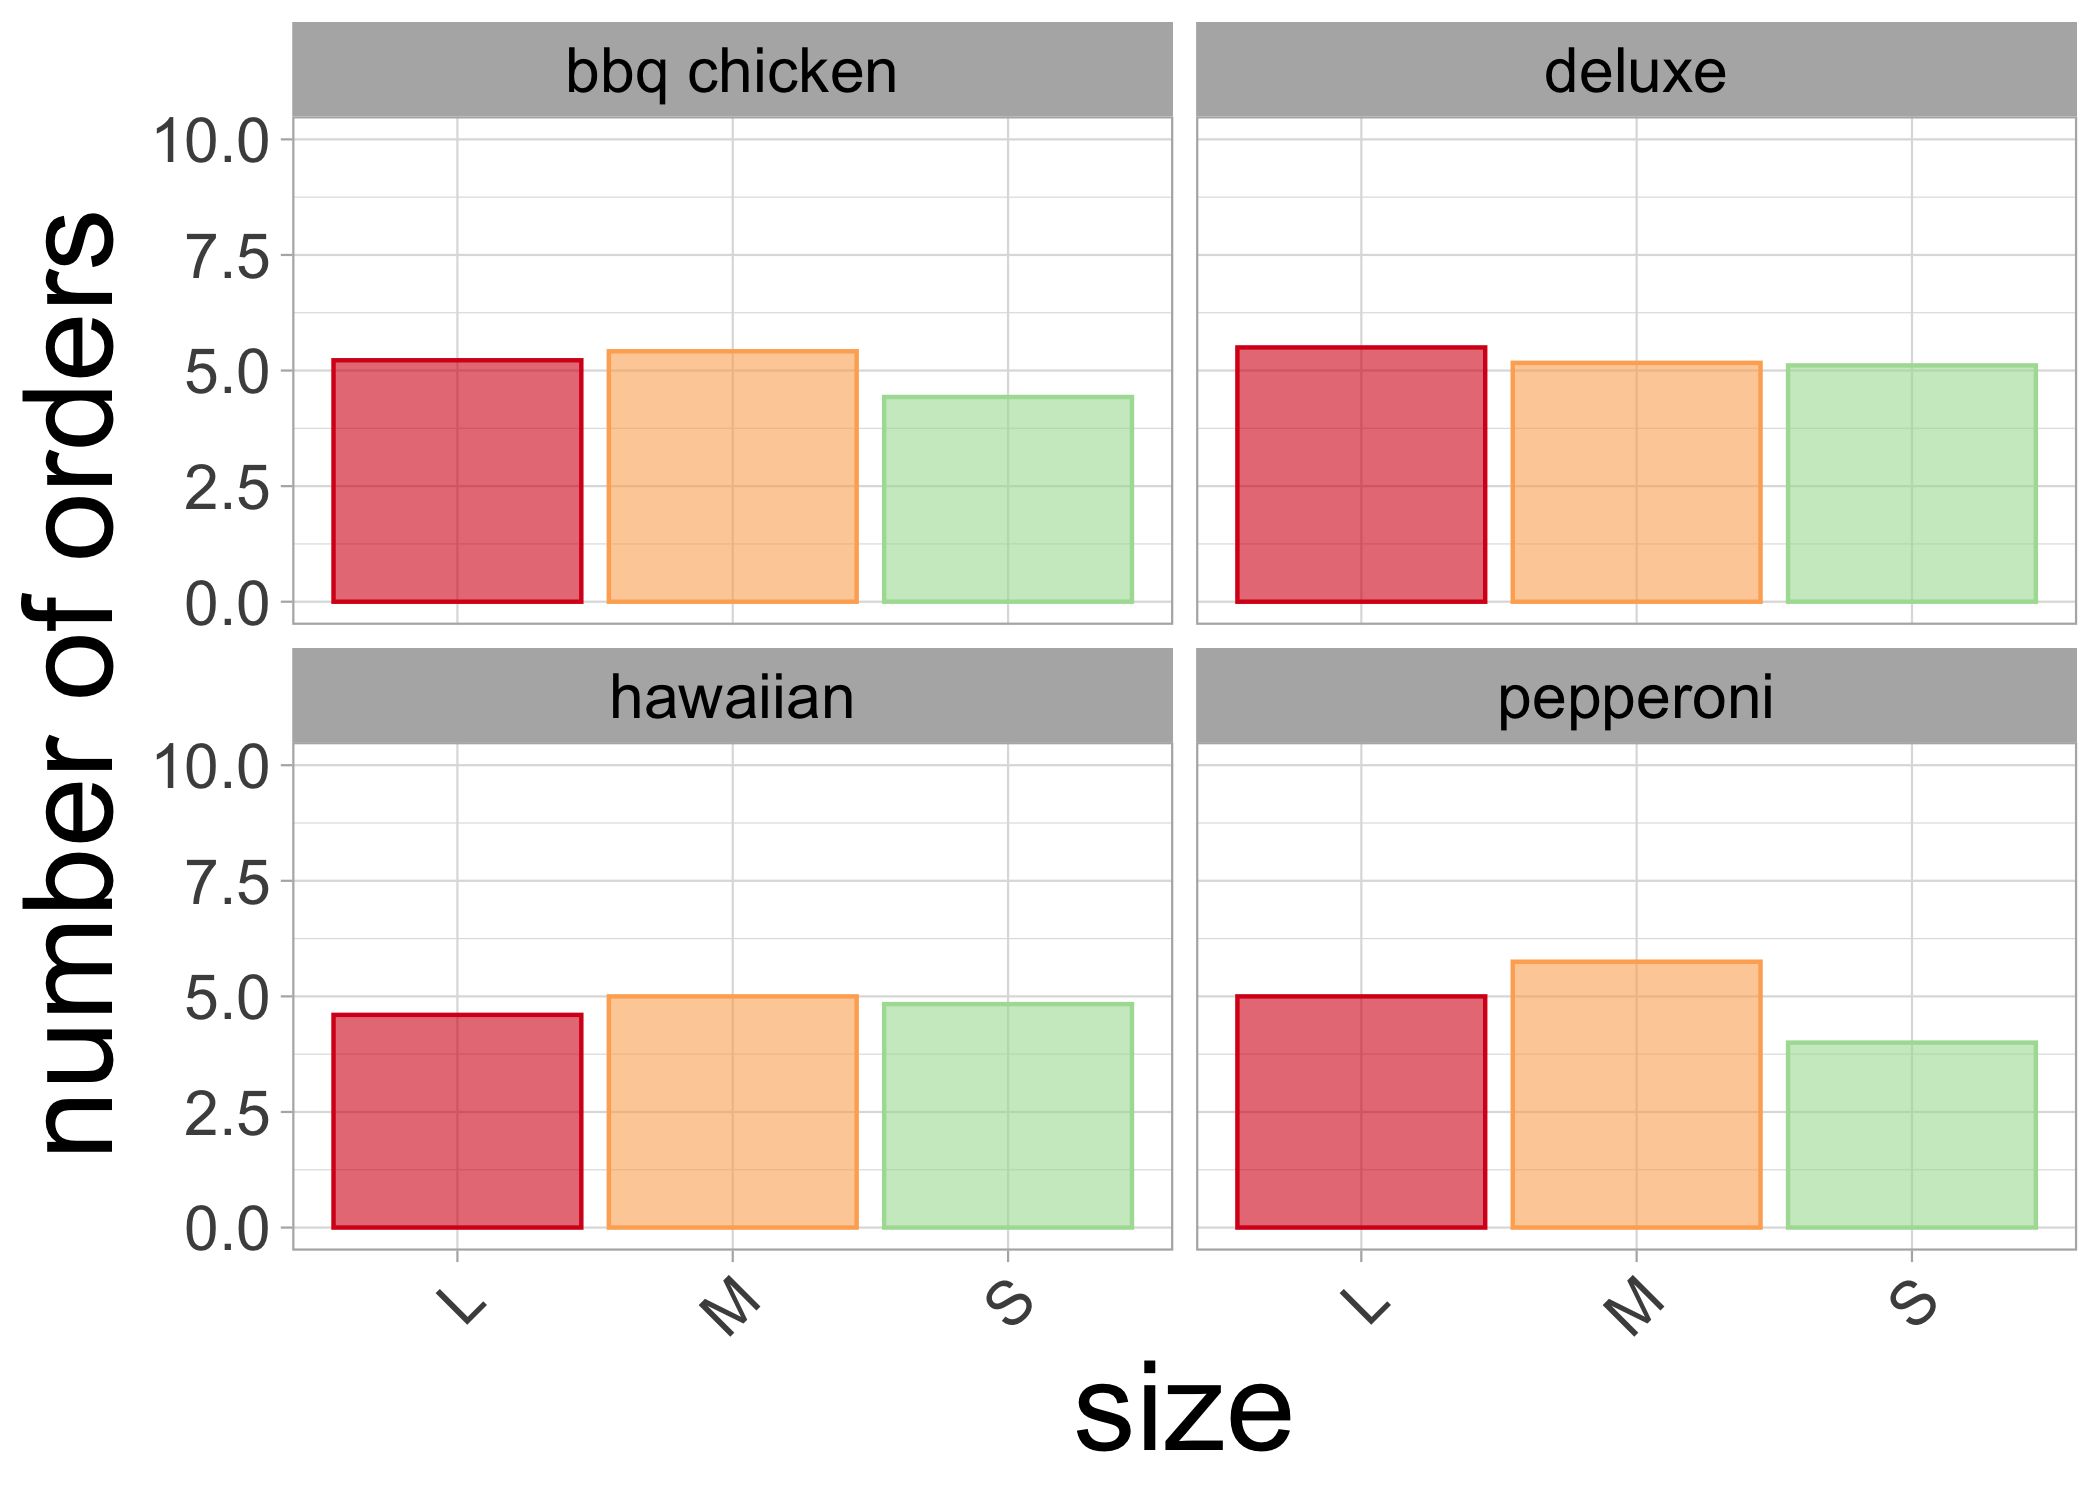 bbq chicken
deluxe
10.0
7.5
5.0
2.5
0.0
hawaiian
pepperoni
10.0
7.5
5.0
2.5
0.0
number of orders
L
M
S
L
M
S
size